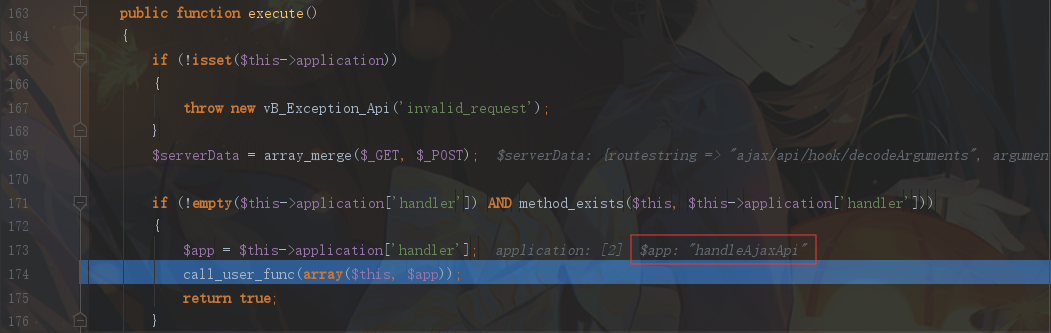 163 public function execute()
164 {
165 if (!isset($this->application))
166 {
167 throw new vB_Exception_Api('invalid_request');
168 }
169 $serverData = array_merge($_GET, $_POST); $serverData: {routestring => "ajax/api/hook/decodeArguments", argumen
170
171 if (!empty($this->application['handler']) AND method_exists($this, $this->application['handler']))
172 {
173 $app = $this->application['handler']; application: [2] $app: "handleAjaxApi"
174 call_user_func(array($this, $app));
175 return true;
176 }